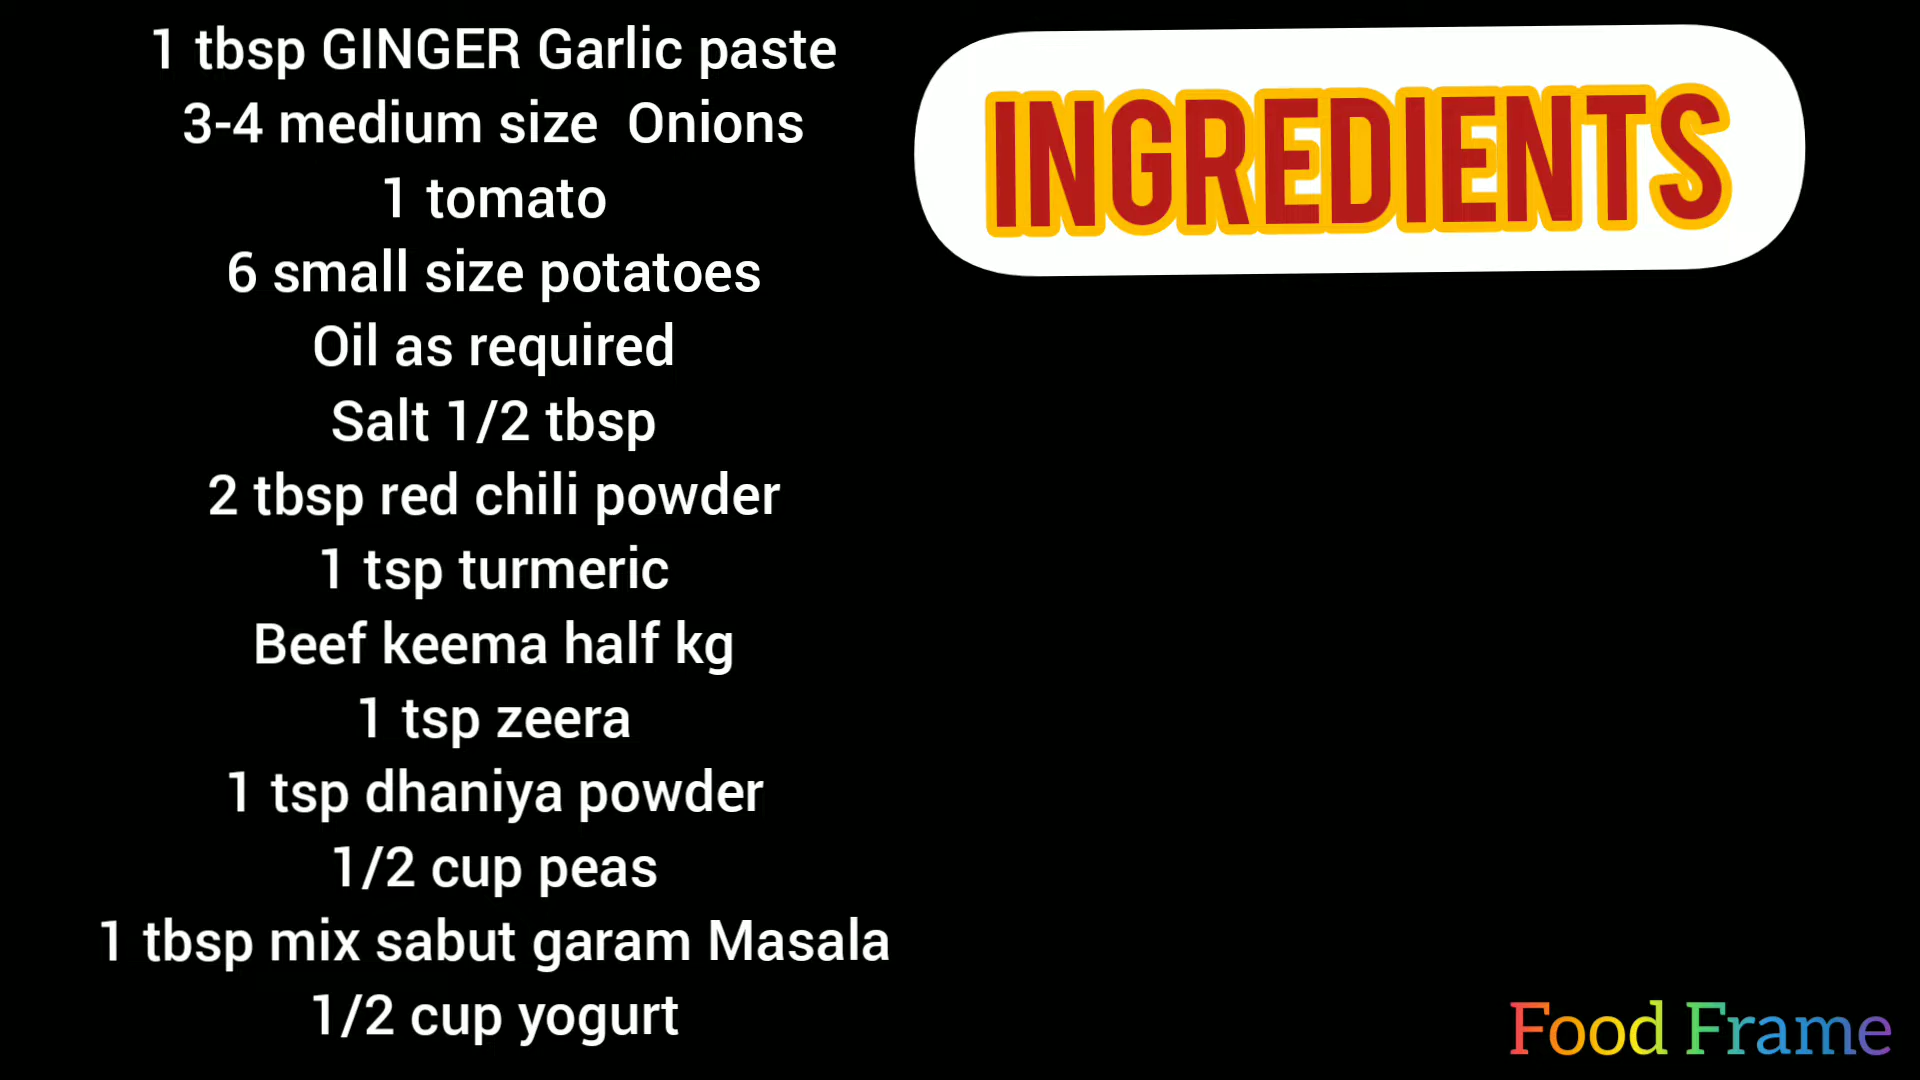 1 tbsp GINGER Garlic paste
3-4 medium size  Onions
1 tomato
6 small size potatoes
Oil as required
Salt 1/2 tbsp
2 tbsp red chili powder
1 tsp turmeric
Beef keema half kg
1 tsp zeera
1 tsp dhaniya powder
1/2 cup peas
1 tbsp mix sabut garam Masala
1/2 cup yogurt
INGREDIENTS
Food Frame